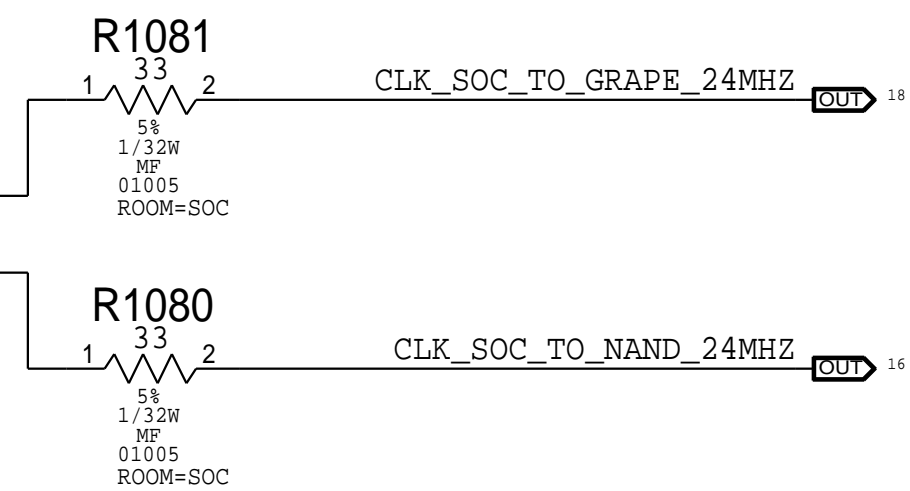 R1081
33
1 2 CLK_SOC_TO_GRAPE_24MHZ OUT 18
5%
1/32W
MF
01005
ROOM=SOC
R1080
33
1 2 CLK_SOC_TO_NAND_24MHZ OUT 16
5%
1/32W
MF
01005
ROOM=SOC